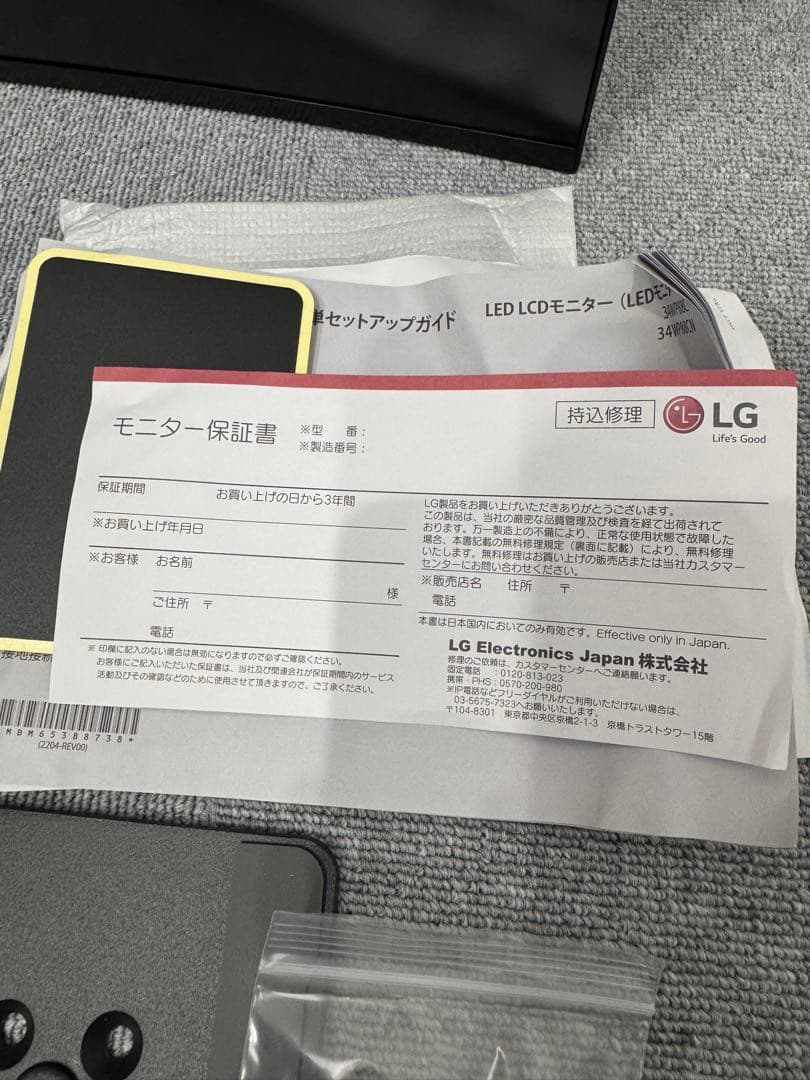 単セットアップガイド
LED LCDモニター（LEDモニ
34WP88C
34WP88CN
モニター保証書
※型　番：
※製造番号：
持込修理
LG
Life's Good
保証期間　お買い上げの日から3年間
※お買い上げ年月日
※お客様　お名前
様
ご住所　〒
電話
※ 印欄に記入のない場合は無効になりますので必ずご確認ください。
お客様にご記入いただいた保証書は、当社及び関連会社が保証期間内のサービス
活動及びその確認などのために使用させて頂きますので、ご了承ください。
LG製品をお買い上げいただきありがとうございます。
この製品は、当社の厳密な品質管理及び検査を経て出荷されて
おります。万一製造上の不備により、正常な使用状態で故障した
場合、本書記載の無料修理規定（裏面に記載）により、無料修理
いたします。無料修理はお買い上げの販売店または当社カスタマー
センターにお問い合わせください。
※販売店名　住所　〒
電話
本書は日本国内においてのみ有効です。Effective only in Japan.
LG Electronics Japan 株式会社
修理のご依頼は、カスタマーセンターへご連絡願います。
固定電話　：0120-813-023
携帯・PHS：0570-200-980
※IP電話などフリーダイヤルがご利用いただけない場合は、
03-5675-7323へお願いいたします。
〒104-8301　東京都中央区京橋2-1-3　京橋トラストタワー15階
MBM65388738*
(2204-REV00)